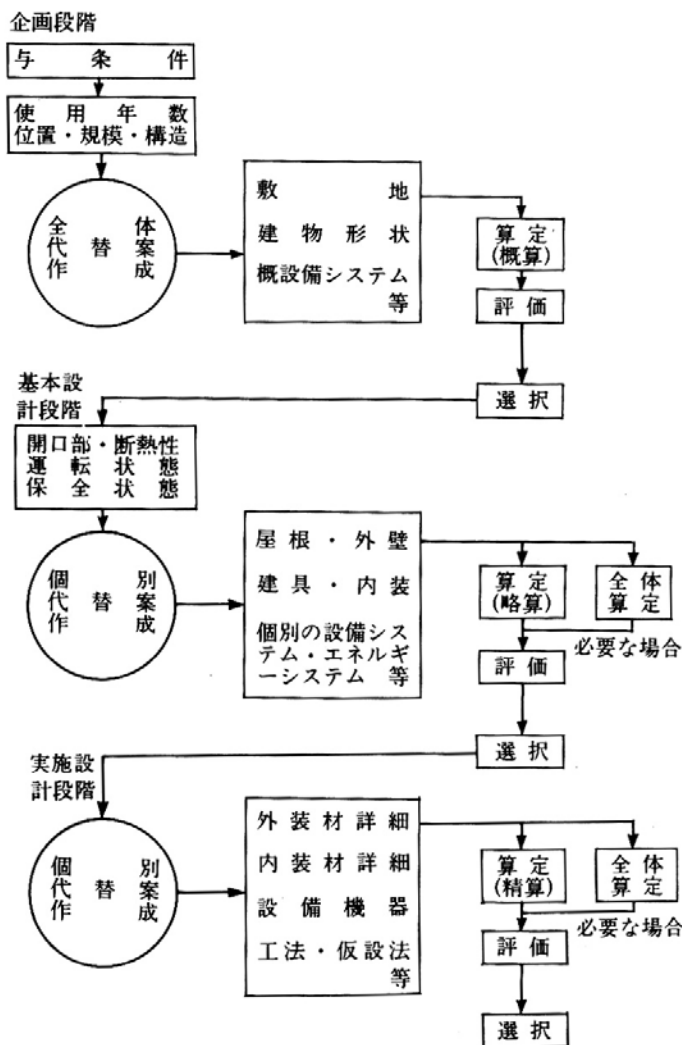 企画段階
与条件
使用年数
位置・規模・構造
全体
代替案
作成
敷地
建物形状
概設備システム
等
算定
(概算)
評価
選択
基本設
計段階
開口部・断熱性
運転状態
保全状態
個別
代替案
作成
屋根・外壁
建具・内装
個別の設備シス
テム・エネルギ
ーシステム等
算定
(略算)
全体
算定
必要な場合
評価
選択
実施設
計段階
個別
代替案
作成
外装材詳細
内装材詳細
設備機器
工法・仮設法
等
算定
(精算)
全体
算定
必要な場合
評価
選択